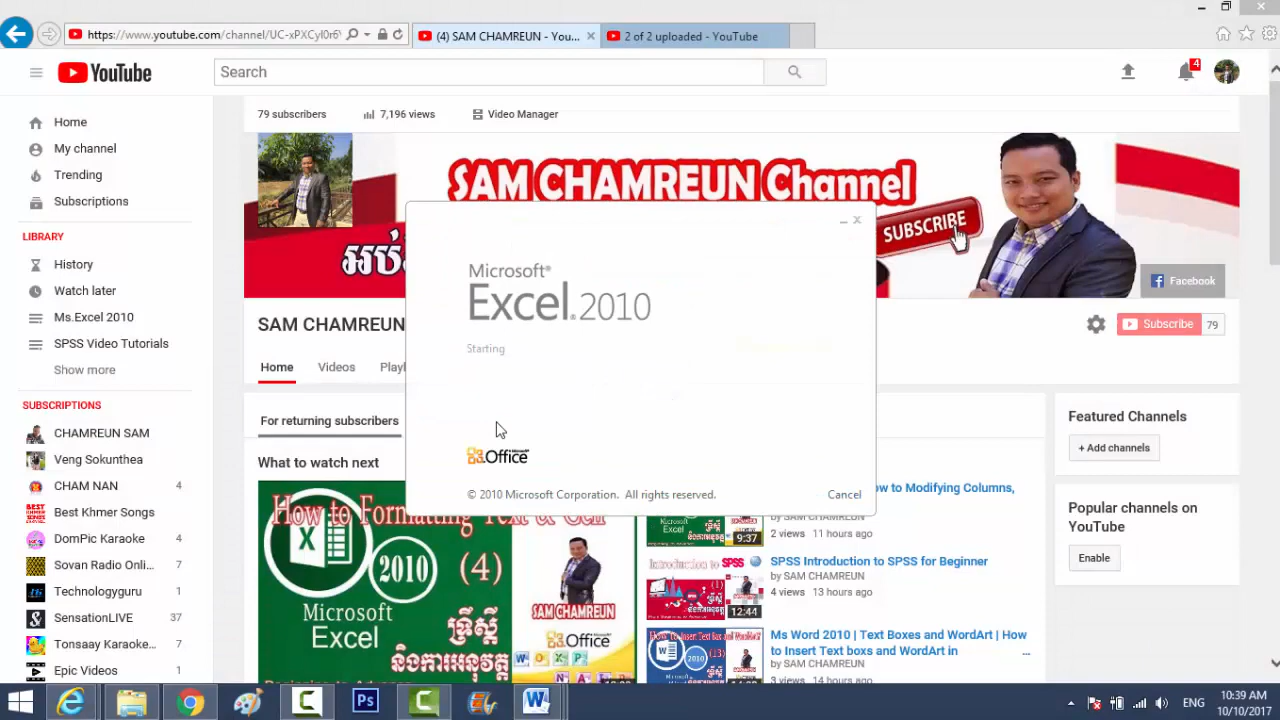 https://www.youtube.com/channel/UC-xPXCyI0r6Y
(4) SAM CHAMREUN - You...
2 of 2 uploaded - YouTube
YouTube
Search
4
79 subscribers
7,196 views
Video Manager
Home
My channel
Trending
Subscriptions
LIBRARY
History
Watch later
Ms.Excel 2010
SPSS Video Tutorials
Show more
SUBSCRIPTIONS
CHAMREUN SAM
Veng Sokunthea
CHAM NAN 4
Best Khmer Songs
DomPic Karaoke 4
Sovan Radio Onli... 7
Technologyguru 1
SensationLIVE 37
Tonsaay Karaoke... 7
Epic Videos 1
SAM CHAMREUN Channel
SUBSCRIBE
Facebook
SAM CHAMREUN
Subscribe 79
Home
Videos
Microsoft®
Excel 2010
Starting
Office
© 2010 Microsoft Corporation. All rights reserved.
Cancel
For returning subscribers
What to watch next
How to Formatting Text & Cell
2010
(4)
Microsoft
Excel
SAM CHAMREUN
Office
ow to Modifying Columns,
by SAM CHAMREUN
2 views 11 hours ago
9:37
SPSS Introduction to SPSS for Beginner
by SAM CHAMREUN
4 views 13 hours ago
12:44
Ms Word 2010 | Text Boxes and WordArt | How
to Insert Text boxs and WordArt in ...
by SAM CHAMREUN
3 views 14 hours ago
Featured Channels
+ Add channels
Popular channels on
YouTube
Enable
ENG
10:39 AM
10/10/2017